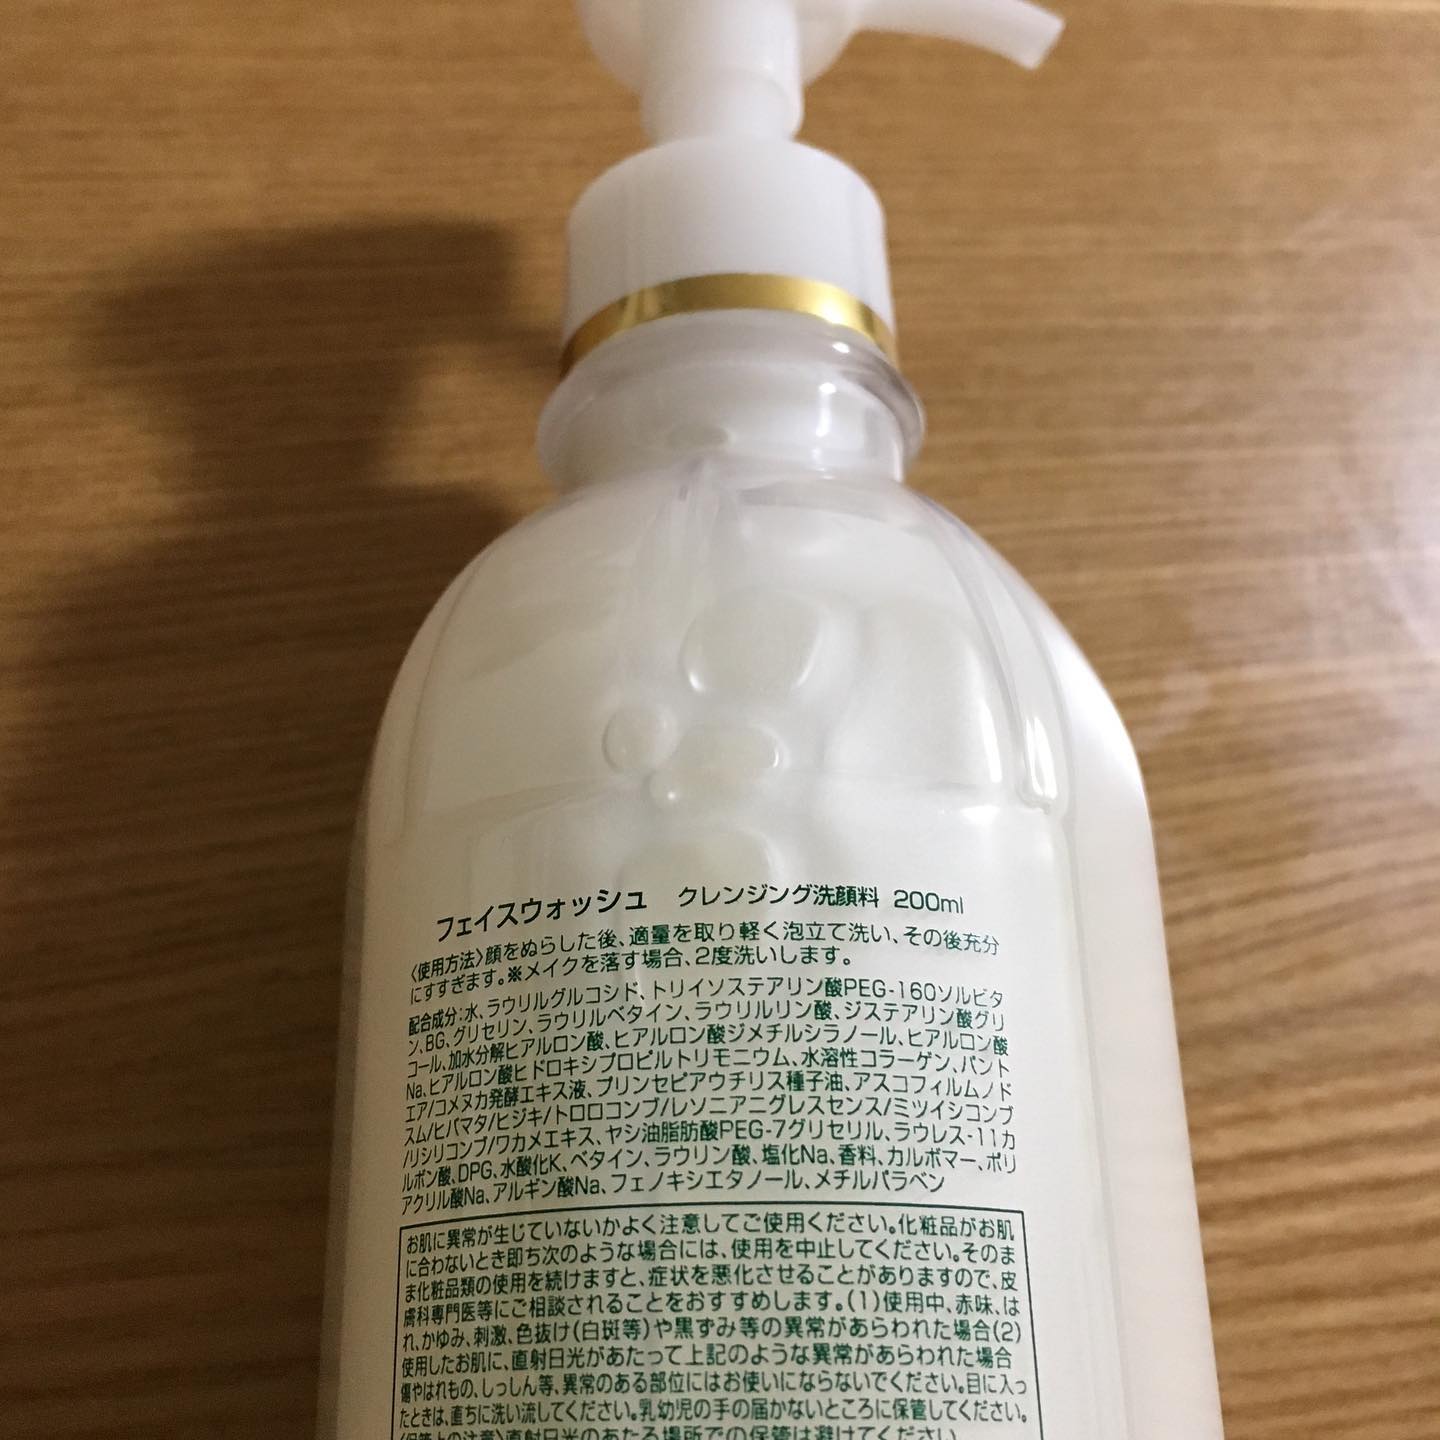 フェイスウォッシュ クレンジング洗顔料 200ml
〈使用方法〉顔をぬらした後、適量を取り軽く泡立て洗い、その後充分
にすすぎます。※メイクを落す場合、2度洗いします。
配合成分:水、ラウリルグルコシド、トリイソステアリン酸PEG-160ソルビタ
ン、BG、グリセリン、ラウリルベタイン、ラウリルリン酸、ジステアリン酸グリ
コール、加水分解ヒアルロン酸、ヒアルロン酸ジメチルシラノール、ヒアルロン酸
Na、ヒアルロン酸ヒドロキシプロピルトリモニウム、水溶性コラーゲン、パント
エア/コメヌカ発酵エキス液、プリンセピアウチリス種子油、アスコフィルムノド
スム/ヒバマタ/ヒジキ/トロロコンブ/レソニアニグレスセンス/ミツイシコンブ
/リシリコンブ/ワカメエキス、ヤシ油脂肪酸PEG-7グリセリル、ラウレス-11カ
ルボン酸、DPG、水酸化K、ベタイン、ラウリン酸、塩化Na、香料、カルボマー、ポリ
アクリル酸Na、アルギン酸Na、フェノキシエタノール、メチルパラベン
お肌に異常が生じていないかよく注意してご使用ください。化粧品がお肌
に合わないとき即ち次のような場合には、使用を中止してください。そのま
ま化粧品類の使用を続けますと、症状を悪化させることがありますので、皮
膚科専門医等にご相談されることをおすすめします。(1)使用中、赤味、は
れ、かゆみ、刺激、色抜け(白斑等)や黒ずみ等の異常があらわれた場合(2)
使用したお肌に、直射日光があたって上記のような異常があらわれた場合
傷やはれもの、しっしん等、異常のある部位にはお使いにならないでください。目に入っ
たときは、直ちに洗い流してください。乳幼児の手の届かないところに保管してください。
〈保管上の注意〉直射日光のあたる場所での保管は避けてください。